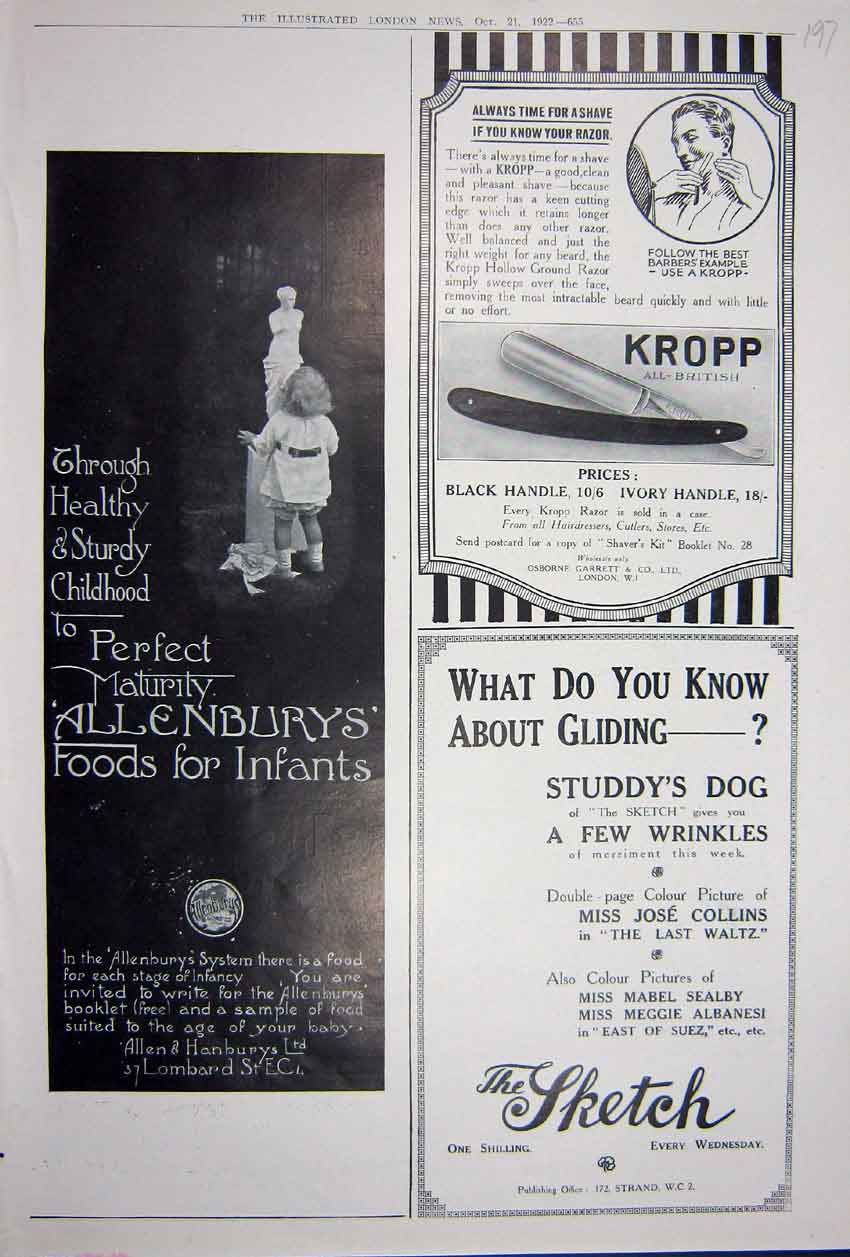 THE ILLUSTRATED LONDON NEWS, Oct. 21, 1922.—655
197
Through
Healthy
& Sturdy
Childhood
to Perfect
Maturity.
'ALLENBURYS'
Foods for Infants
Allenburys
In the 'Allenburys' System there is a food
for each stage of Infancy You are
invited to write for the 'Allenburys'
booklet (free) and a sample of food
suited to the age of your baby.
Allen & Hanburys Ltd
37 Lombard St EC1.
ALWAYS TIME FOR A SHAVE
IF YOU KNOW YOUR RAZOR.
There's always time for a shave
— with a KROPP — a good, clean
and pleasant shave — because
this razor has a keen cutting
edge which it retains longer
than does any other razor.
Well balanced and just the
right weight for any beard, the
Kropp Hollow Ground Razor
simply sweeps over the face,
removing the most intractable beard quickly and with little
or no effort.
FOLLOW THE BEST
BARBERS' EXAMPLE
- USE A KROPP -
KROPP
ALL-BRITISH
PRICES:
BLACK HANDLE, 10/6 IVORY HANDLE, 18/-
Every Kropp Razor is sold in a case.
From all Hairdressers, Cutlers, Stores, Etc.
Send postcard for a copy of "Shaver's Kit" Booklet No. 28
Wholesale only
OSBORNE GARRETT & CO., LTD.,
LONDON, W.1
WHAT DO YOU KNOW
ABOUT GLIDING——?
STUDDY'S DOG
of "The SKETCH" gives you
A FEW WRINKLES
of merriment this week.
Double-page Colour Picture of
MISS JOSÉ COLLINS
in "THE LAST WALTZ."
Also Colour Pictures of
MISS MABEL SEALBY
MISS MEGGIE ALBANESI
in "EAST OF SUEZ," etc., etc.
The Sketch
ONE SHILLING. EVERY WEDNESDAY.
Publishing Office: 172, STRAND, W.C 2.